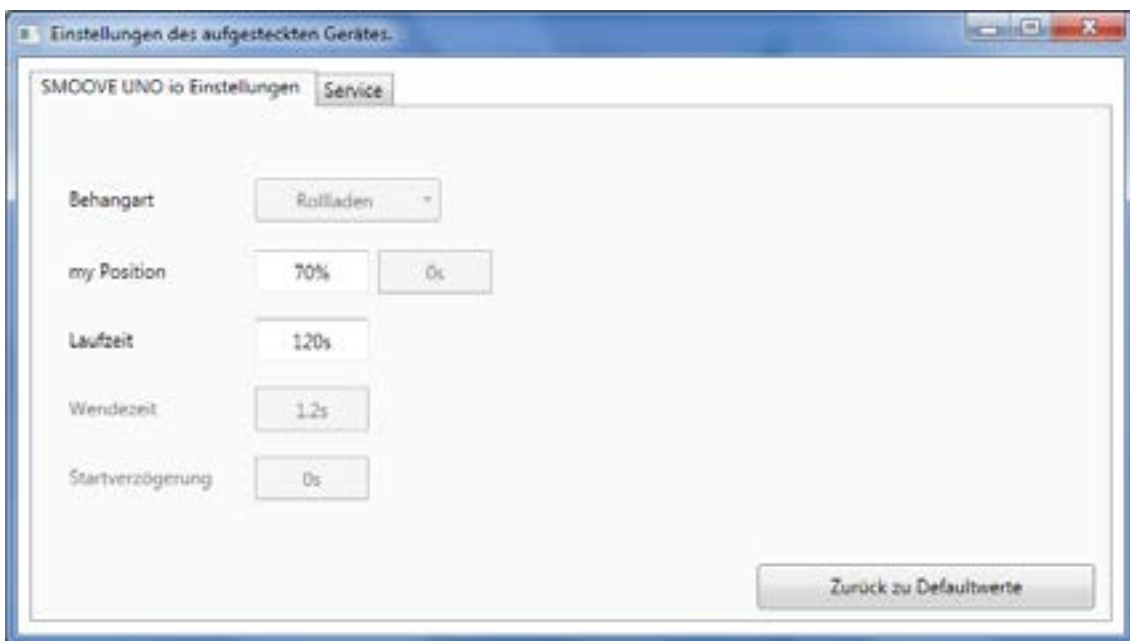 Einstellungen des aufgesteckten Gerätes.
SMOOVE UNO io Einstellungen Service
Behangart Rollladen
my Position 70% 0s
Laufzeit 120s
Wendezeit 1.2s
Startverzögerung 0s
Zurück zu Defaultwerte